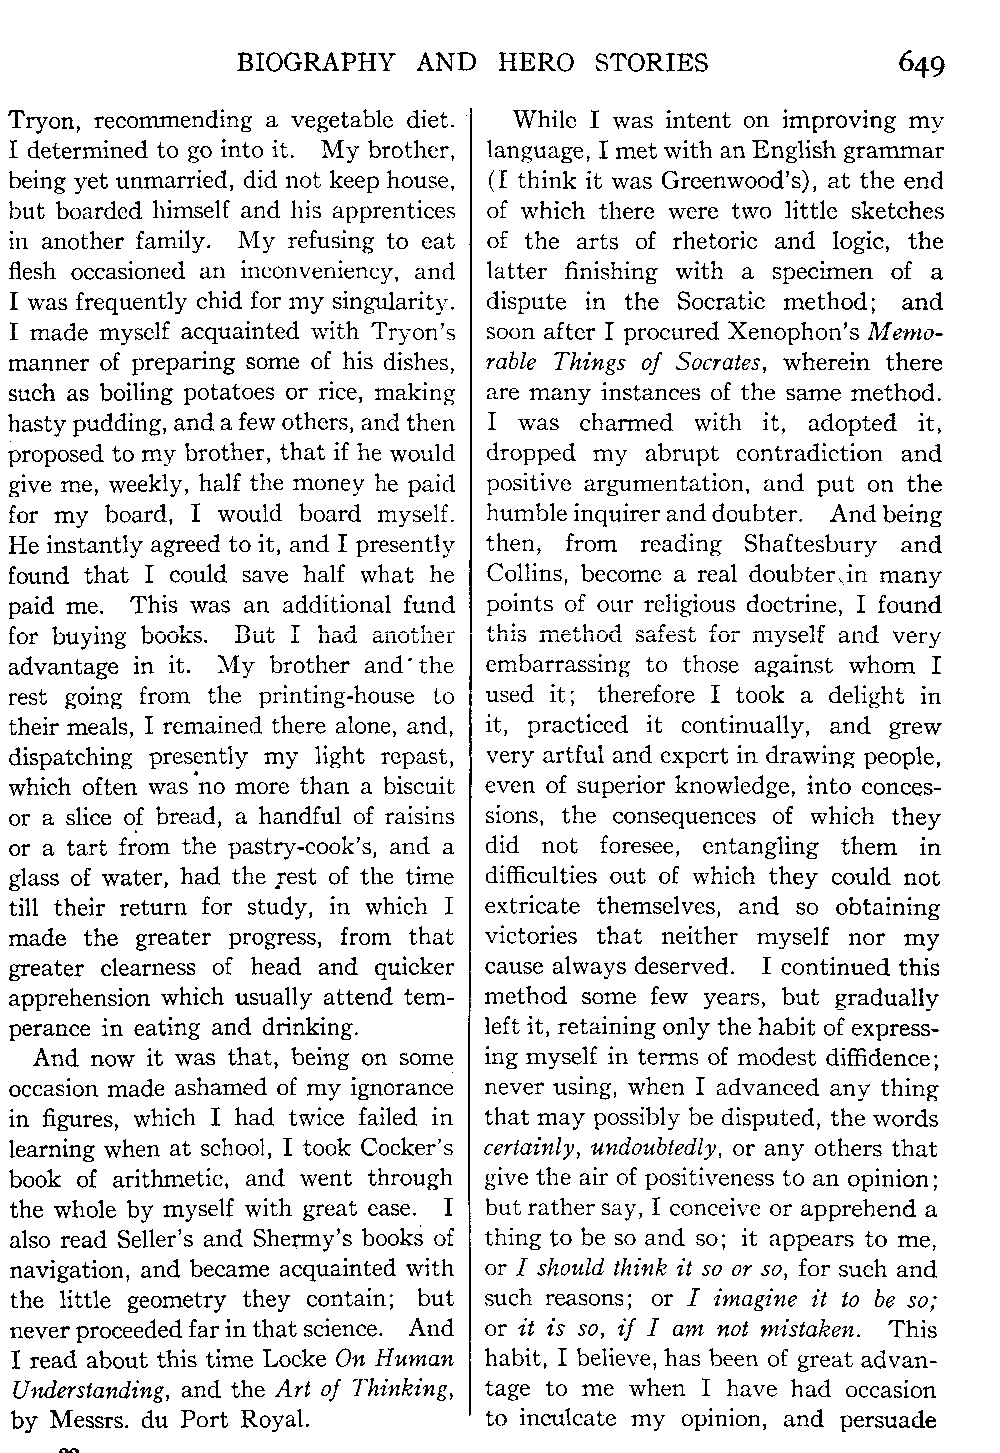 BIOGRAPHY AND HERO STORIES 649
Tryon, recommending a vegetable diet.
I determined to go into it. My brother,
being yet unmarried, did not keep house,
but boarded himself and his apprentices
in another family. My refusing to eat
flesh occasioned an inconveniency, and
I was frequently chid for my singularity.
I made myself acquainted with Tryon's
manner of preparing some of his dishes,
such as boiling potatoes or rice, making
hasty pudding, and a few others, and then
proposed to my brother, that if he would
give me, weekly, half the money he paid
for my board, I would board myself.
He instantly agreed to it, and I presently
found that I could save half what he
paid me. This was an additional fund
for buying books. But I had another
advantage in it. My brother and the
rest going from the printing-house to
their meals, I remained there alone, and,
dispatching presently my light repast,
which often was no more than a biscuit
or a slice of bread, a handful of raisins
or a tart from the pastry-cook's, and a
glass of water, had the rest of the time
till their return for study, in which I
made the greater progress, from that
greater clearness of head and quicker
apprehension which usually attend tem-
perance in eating and drinking.
And now it was that, being on some
occasion made ashamed of my ignorance
in figures, which I had twice failed in
learning when at school, I took Cocker's
book of arithmetic, and went through
the whole by myself with great ease. I
also read Seller's and Shermy's books of
navigation, and became acquainted with
the little geometry they contain; but
never proceeded far in that science. And
I read about this time Locke On Human
Understanding, and the Art of Thinking,
by Messrs. du Port Royal.
While I was intent on improving my
language, I met with an English grammar
(I think it was Greenwood's), at the end
of which there were two little sketches
of the arts of rhetoric and logic, the
latter finishing with a specimen of a
dispute in the Socratic method; and
soon after I procured Xenophon's Memo-
rable Things of Socrates, wherein there
are many instances of the same method.
I was charmed with it, adopted it,
dropped my abrupt contradiction and
positive argumentation, and put on the
humble inquirer and doubter. And being
then, from reading Shaftesbury and
Collins, become a real doubter in many
points of our religious doctrine, I found
this method safest for myself and very
embarrassing to those against whom I
used it; therefore I took a delight in
it, practiced it continually, and grew
very artful and expert in drawing people,
even of superior knowledge, into conces-
sions, the consequences of which they
did not foresee, entangling them in
difficulties out of which they could not
extricate themselves, and so obtaining
victories that neither myself nor my
cause always deserved. I continued this
method some few years, but gradually
left it, retaining only the habit of express-
ing myself in terms of modest diffidence;
never using, when I advanced any thing
that may possibly be disputed, the words
certainly, undoubtedly, or any others that
give the air of positiveness to an opinion;
but rather say, I conceive or apprehend a
thing to be so and so; it appears to me,
or I should think it so or so, for such and
such reasons; or I imagine it to be so;
or it is so, if I am not mistaken. This
habit, I believe, has been of great advan-
tage to me when I have had occasion
to inculcate my opinion, and persuade